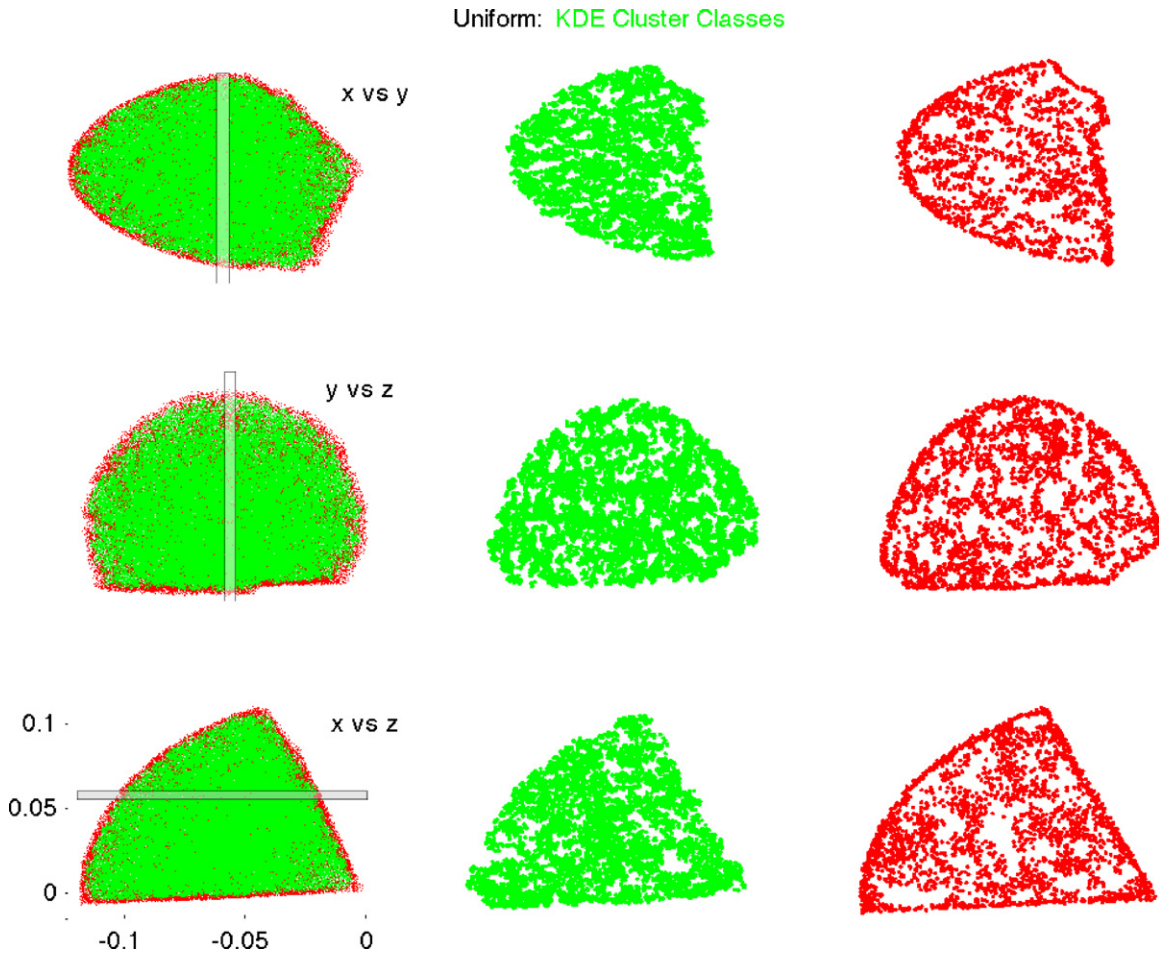 Uniform: KDE Cluster Classes
x vs y
y vs z
x vs z
0.1
0.05
0
-0.1 -0.05 0